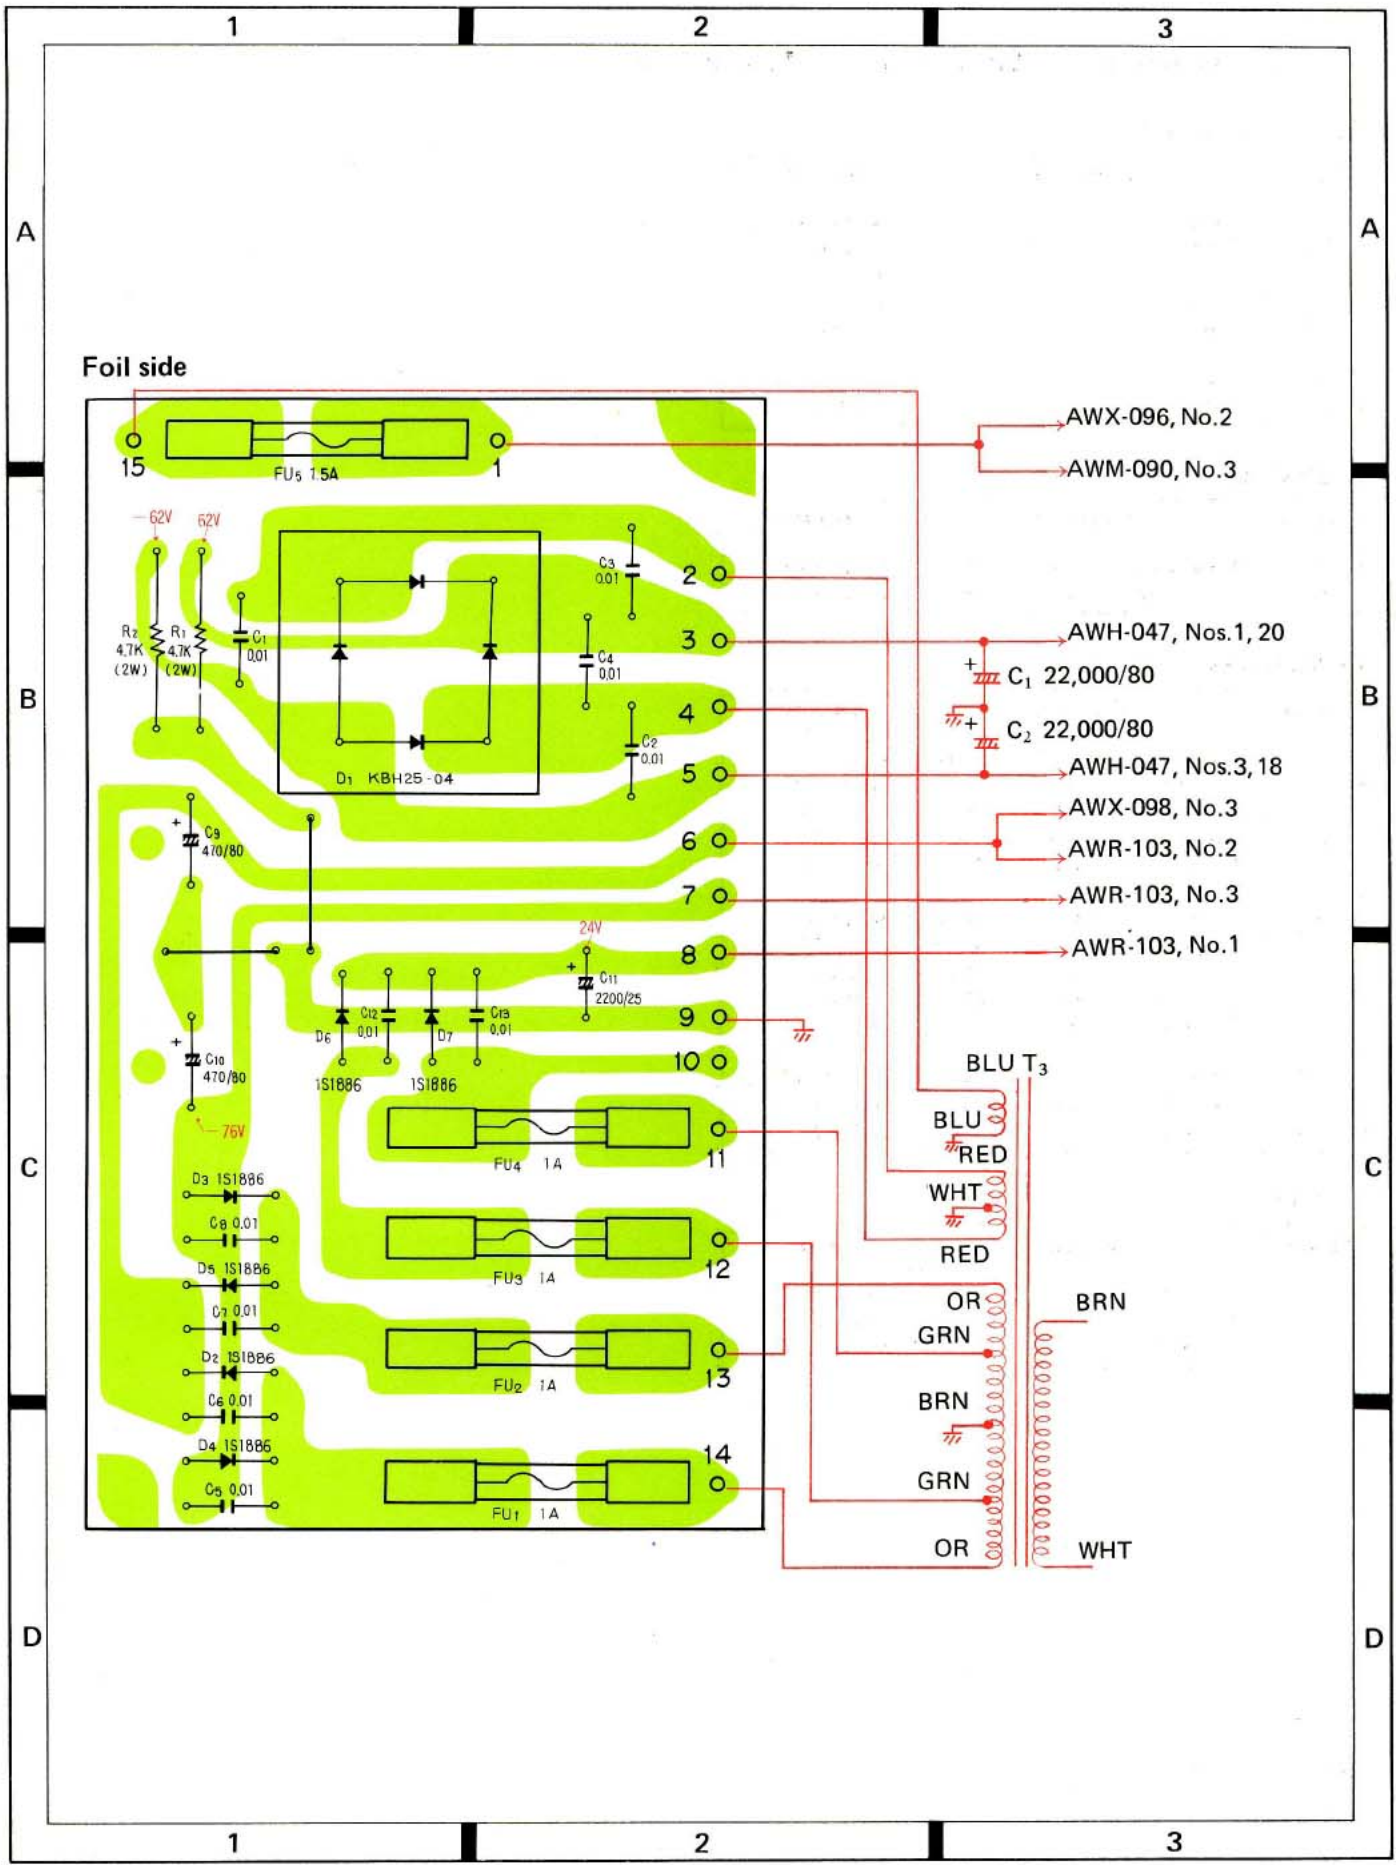 1 2 3
A A
Foil side
AWX-096, No.2
15 1
FU5 1.5A
AWM-090, No.3
-62V 62V
C3
0.01
2
R2 R1 C1
4.7K 4.7K 0.01
(2W) (2W)
3
AWH-047, Nos.1, 20
C4
0.01
+ C1 22,000/80
B B
4
+ C2 22,000/80
C2
0.01
D1 KBH25-04
5
AWH-047, Nos.3, 18
AWX-098, No.3
+ C9
470/80
6
AWR-103, No.2
7
AWR-103, No.3
24V
8
AWR-103, No.1
+ C11
2200/25
D6 C12 D7 C13
0.01 0.01
9
+ C10
470/80
10
1S1886 1S1886
BLU T3
-76V
BLU
11
FU4 1A
RED
C C
D3 1S1886
WHT
C8 0.01
RED
D5 1S1886
FU3 1A
12
C7 0.01
OR
BRN
GRN
D2 1S1886
FU2 1A
13
C6 0.01
BRN
D4 1S1886
14
GRN
C5 0.01
FU1 1A
OR
WHT
D D
1 2 3